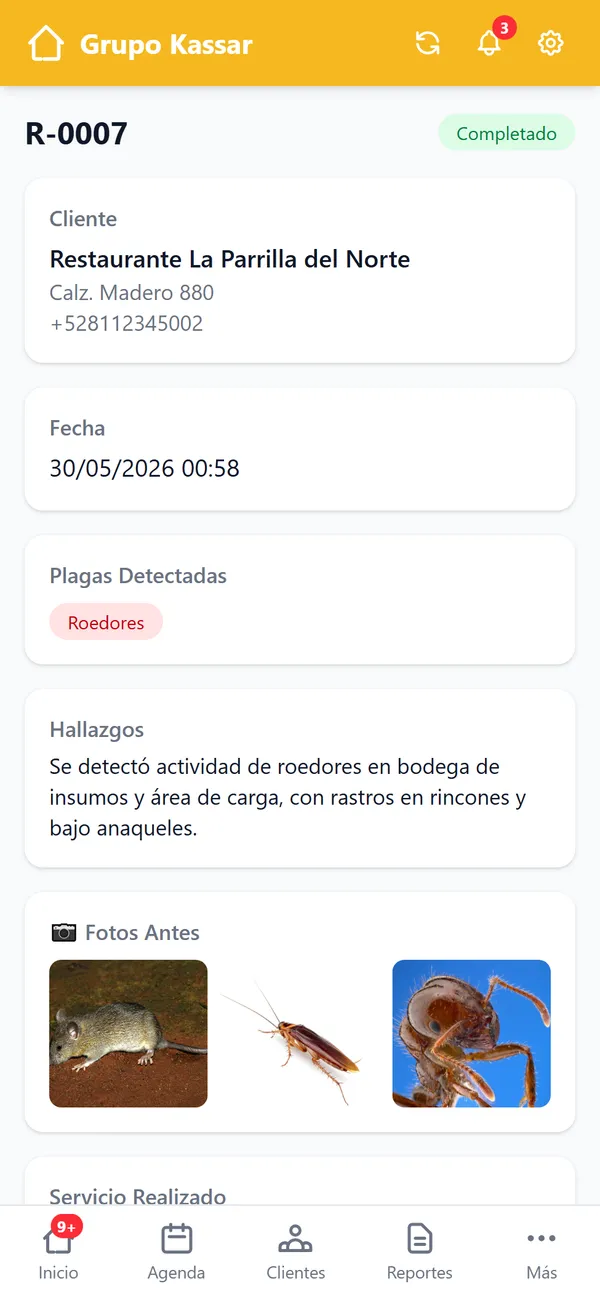 Grupo Kassar
3
R-0007
Completado
Cliente
Restaurante La Parrilla del Norte
Calz. Madero 880
+528112345002
Fecha
30/05/2026 00:58
Plagas Detectadas
Roedores
Hallazgos
Se detectó actividad de roedores en bodega de
insumos y área de carga, con rastros en rincones y
bajo anaqueles.
📷 Fotos Antes
Servicio Realizado
9+
Inicio
Agenda
Clientes
Reportes
Más